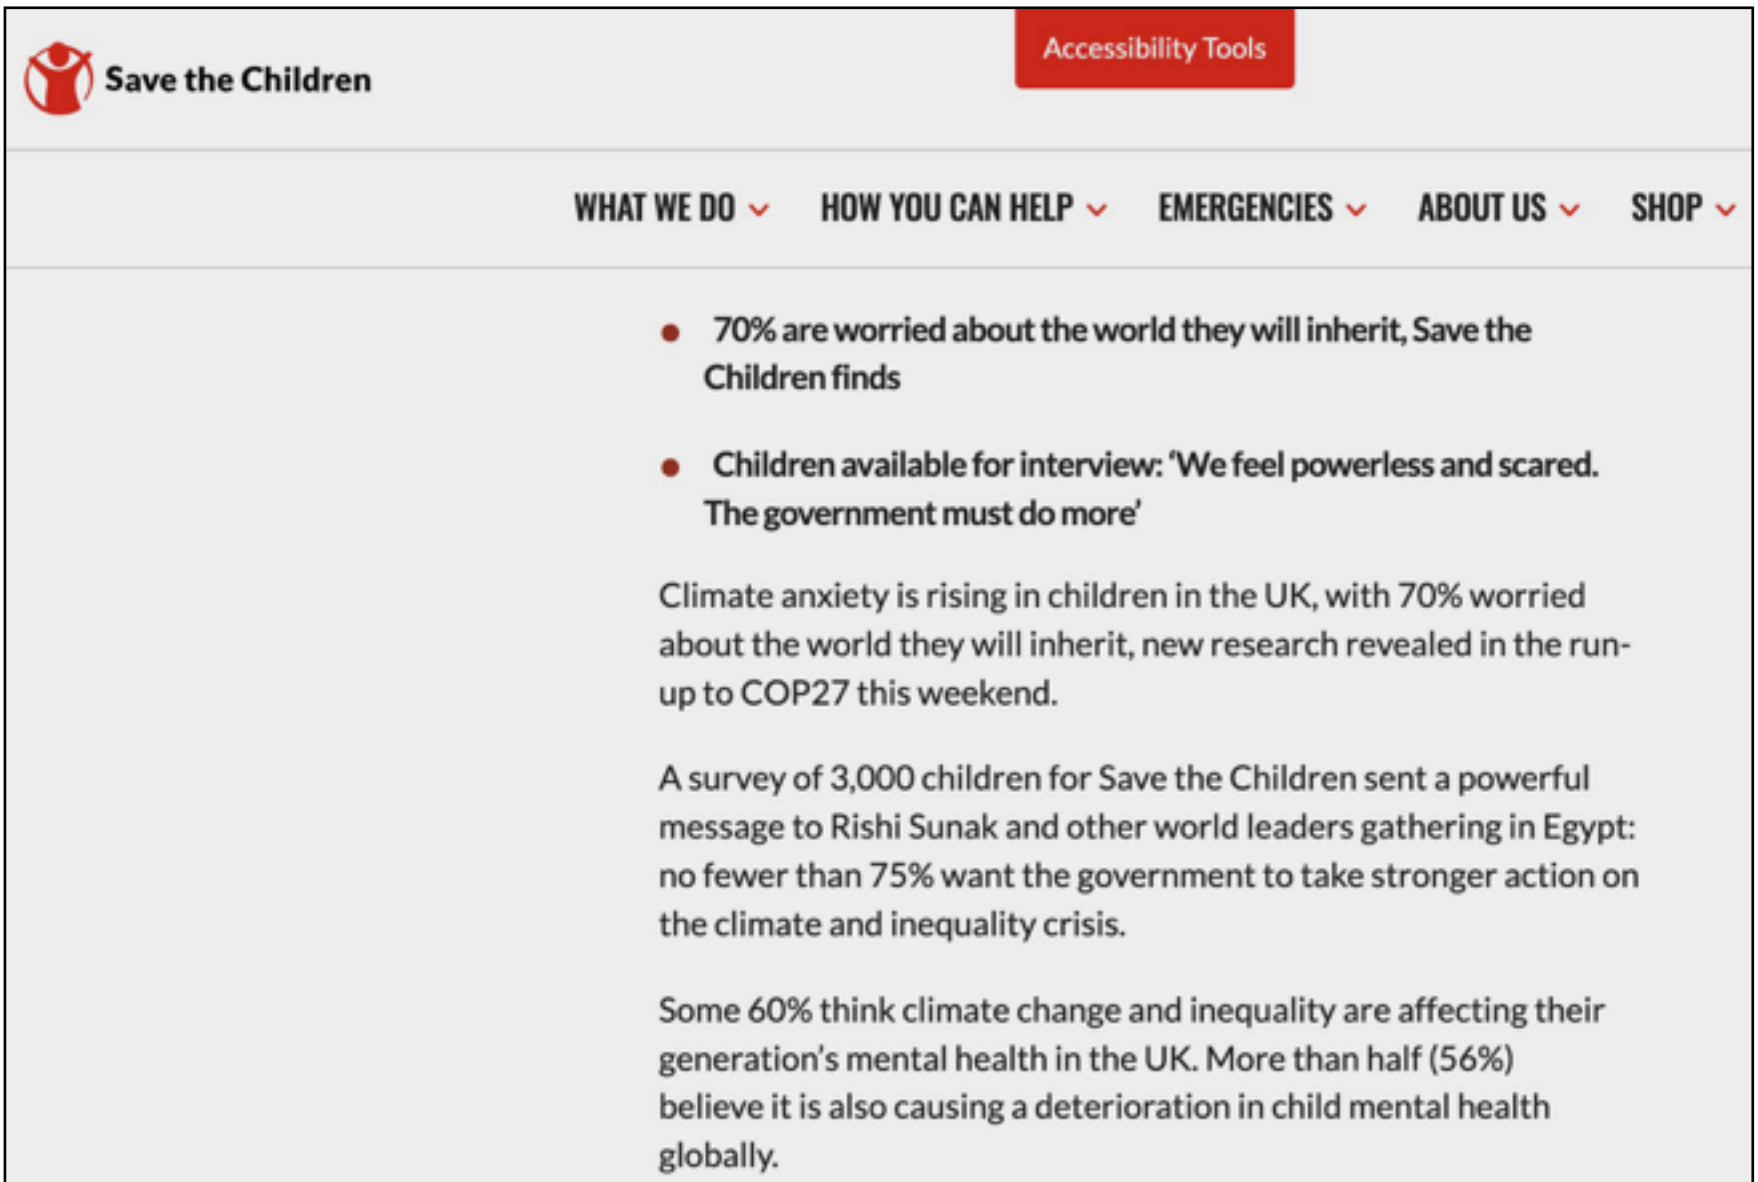 Accessibility Tools
Save the Children
WHAT WE DO
HOW YOU CAN HELP
EMERGENCIES
ABOUT US
SHOP
70% are worried about the world they will inherit, Save the
Children finds
Children available for interview: ‘We feel powerless and scared.
The government must do more’
Climate anxiety is rising in children in the UK, with 70% worried
about the world they will inherit, new research revealed in the run-
up to COP27 this weekend.
A survey of 3,000 children for Save the Children sent a powerful
message to Rishi Sunak and other world leaders gathering in Egypt:
no fewer than 75% want the government to take stronger action on
the climate and inequality crisis.
Some 60% think climate change and inequality are affecting their
generation’s mental health in the UK. More than half (56%)
believe it is also causing a deterioration in child mental health
globally.